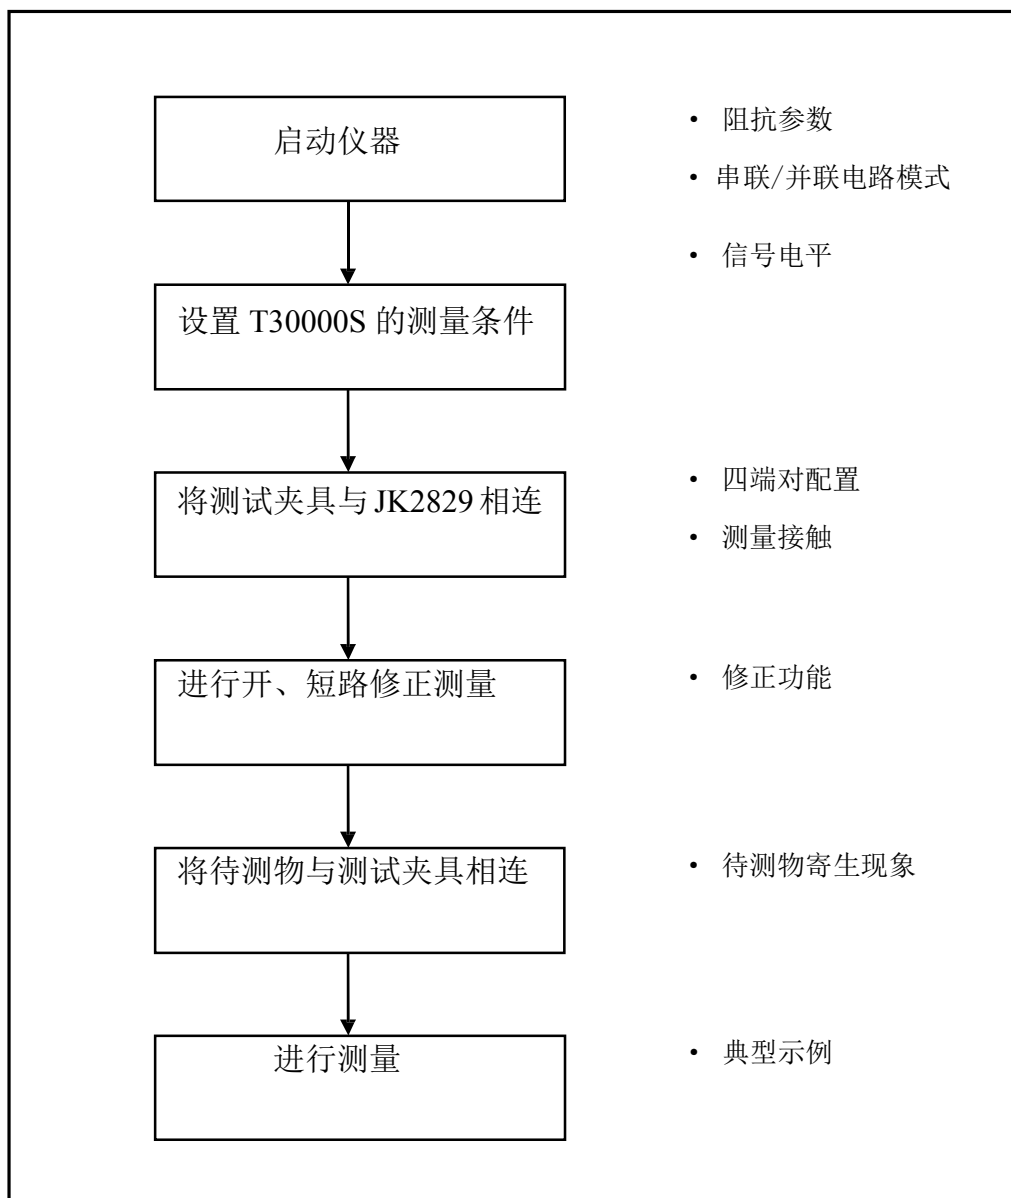 启动仪器
· 阻抗参数
· 串联/并联电路模式
· 信号电平
设置 T30000S 的测量条件
将测试夹具与 JK2829 相连
· 四端对配置
· 测量接触
进行开、短路修正测量
· 修正功能
将待测物与测试夹具相连
· 待测物寄生现象
进行测量
· 典型示例